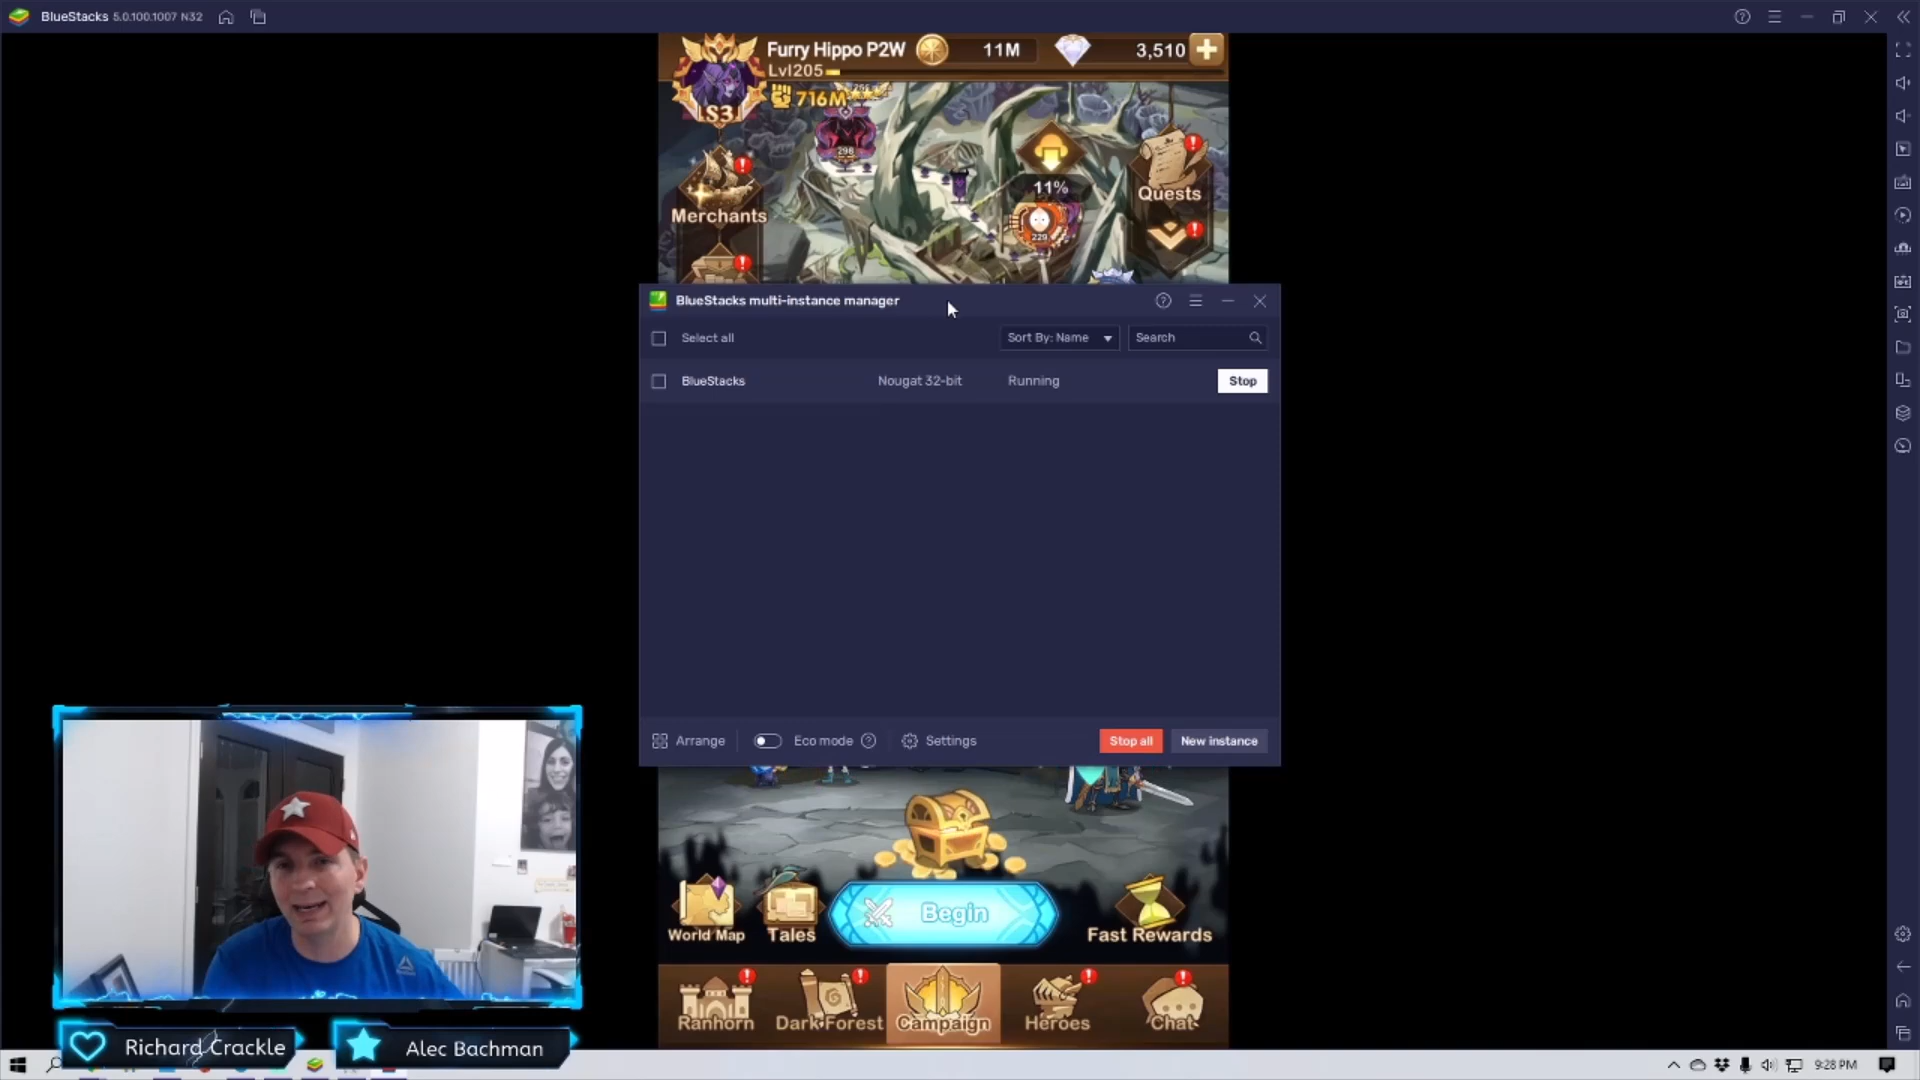 BlueStacks 5.0.100.1007 N32
Furry Hippo P2W 11M 3,510
Lvl205
716M
S3
298
11%
229
Merchants
Quests
BlueStacks multi-instance manager
Select all
Sort By: Name
Search
BlueStacks Nougat 32-bit Running Stop
Arrange Eco mode Settings Stop all New instance
Begin
World Map Tales Fast Rewards
Ranhorn Dark Forest Campaign Heroes Chat
Richard Crackle Alec Bachman
9:28 PM